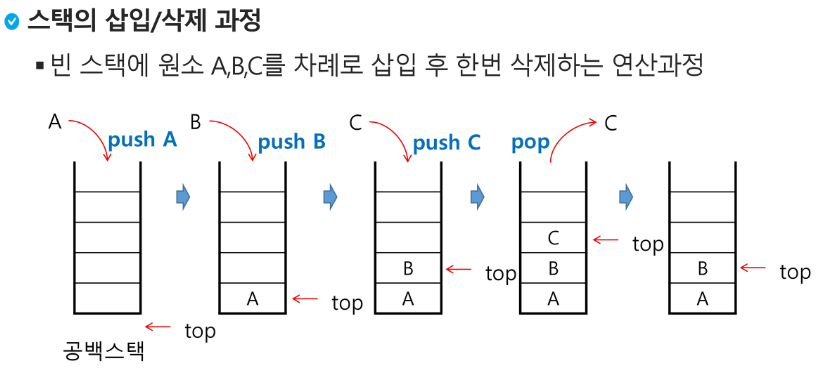 스택의 삽입/삭제 과정
빈 스택에 원소 A,B,C를 차례로 삽입 후 한번 삭제하는 연산과정
A push A B push B C push C pop C
C top
B top B B top
A top A A A
top
공백스택